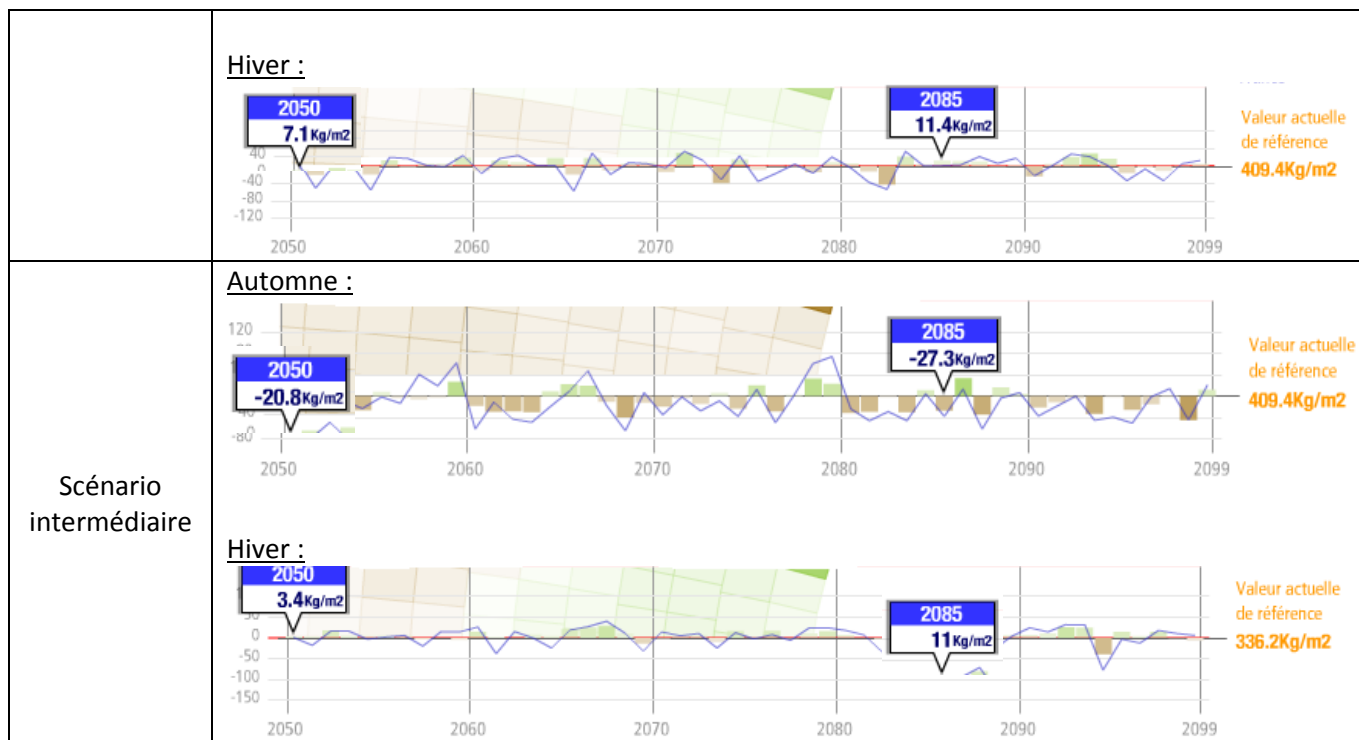 Hiver :
2050
7.1Kg/m2
2085
11.4Kg/m2
Valeur actuelle
de référence
409.4Kg/m2
40
-40
-80
-120
2050 2060 2070 2080 2090 2099
Scénario
intermédiaire
Automne :
120
2050
-20.8Kg/m2
2085
-27.3Kg/m2
Valeur actuelle
de référence
409.4Kg/m2
-80
2050 2060 2070 2080 2090 2099
Hiver :
2050
3.4Kg/m2
2085
11Kg/m2
Valeur actuelle
de référence
336.2Kg/m2
50
0
-50
-100
-150
2050 2060 2070 2080 2090 2099